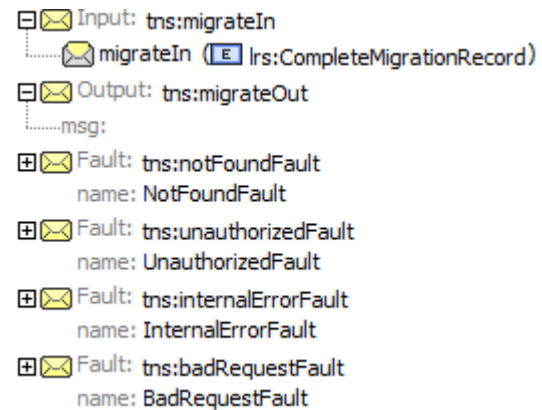 Input: tns:migrateIn
migrateIn (E lrs:CompleteMigrationRecord)
Output: tns:migrateOut
msg:
Fault: tns:notFoundFault
name: NotFoundFault
Fault: tns:unauthorizedFault
name: UnauthorizedFault
Fault: tns:internalErrorFault
name: InternalErrorFault
Fault: tns:badRequestFault
name: BadRequestFault